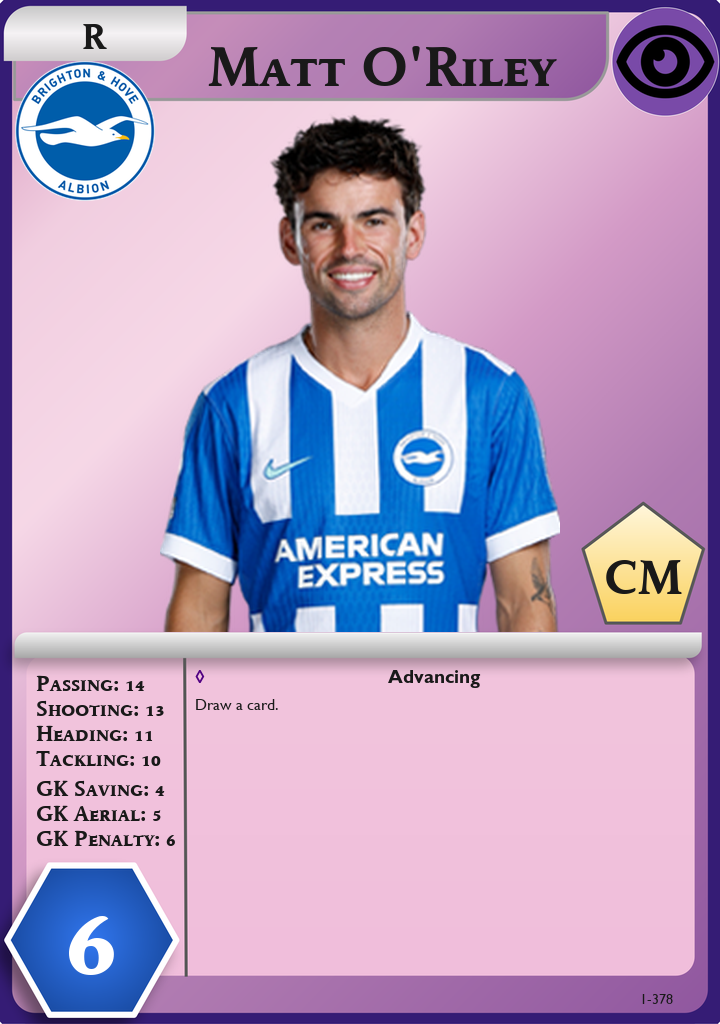 R
Matt O'Riley
BRIGHTON & HOVE
ALBION
AMERICAN
EXPRESS
CM
Passing: 14
Shooting: 13
Heading: 11
Tackling: 10
GK Saving: 4
GK Aerial: 5
GK Penalty: 6
◊ Advancing
Draw a card.
6
1-378